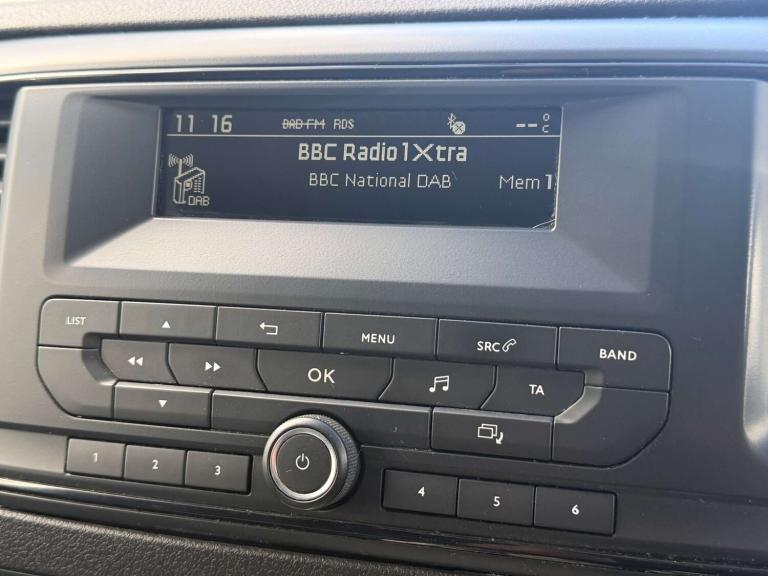 11 16 DAB-FM RDS -- °C
BBC Radio 1Xtra
BBC National DAB Mem 1
DAB
LIST MENU SRC BAND
OK TA
1 2 3 4 5 6